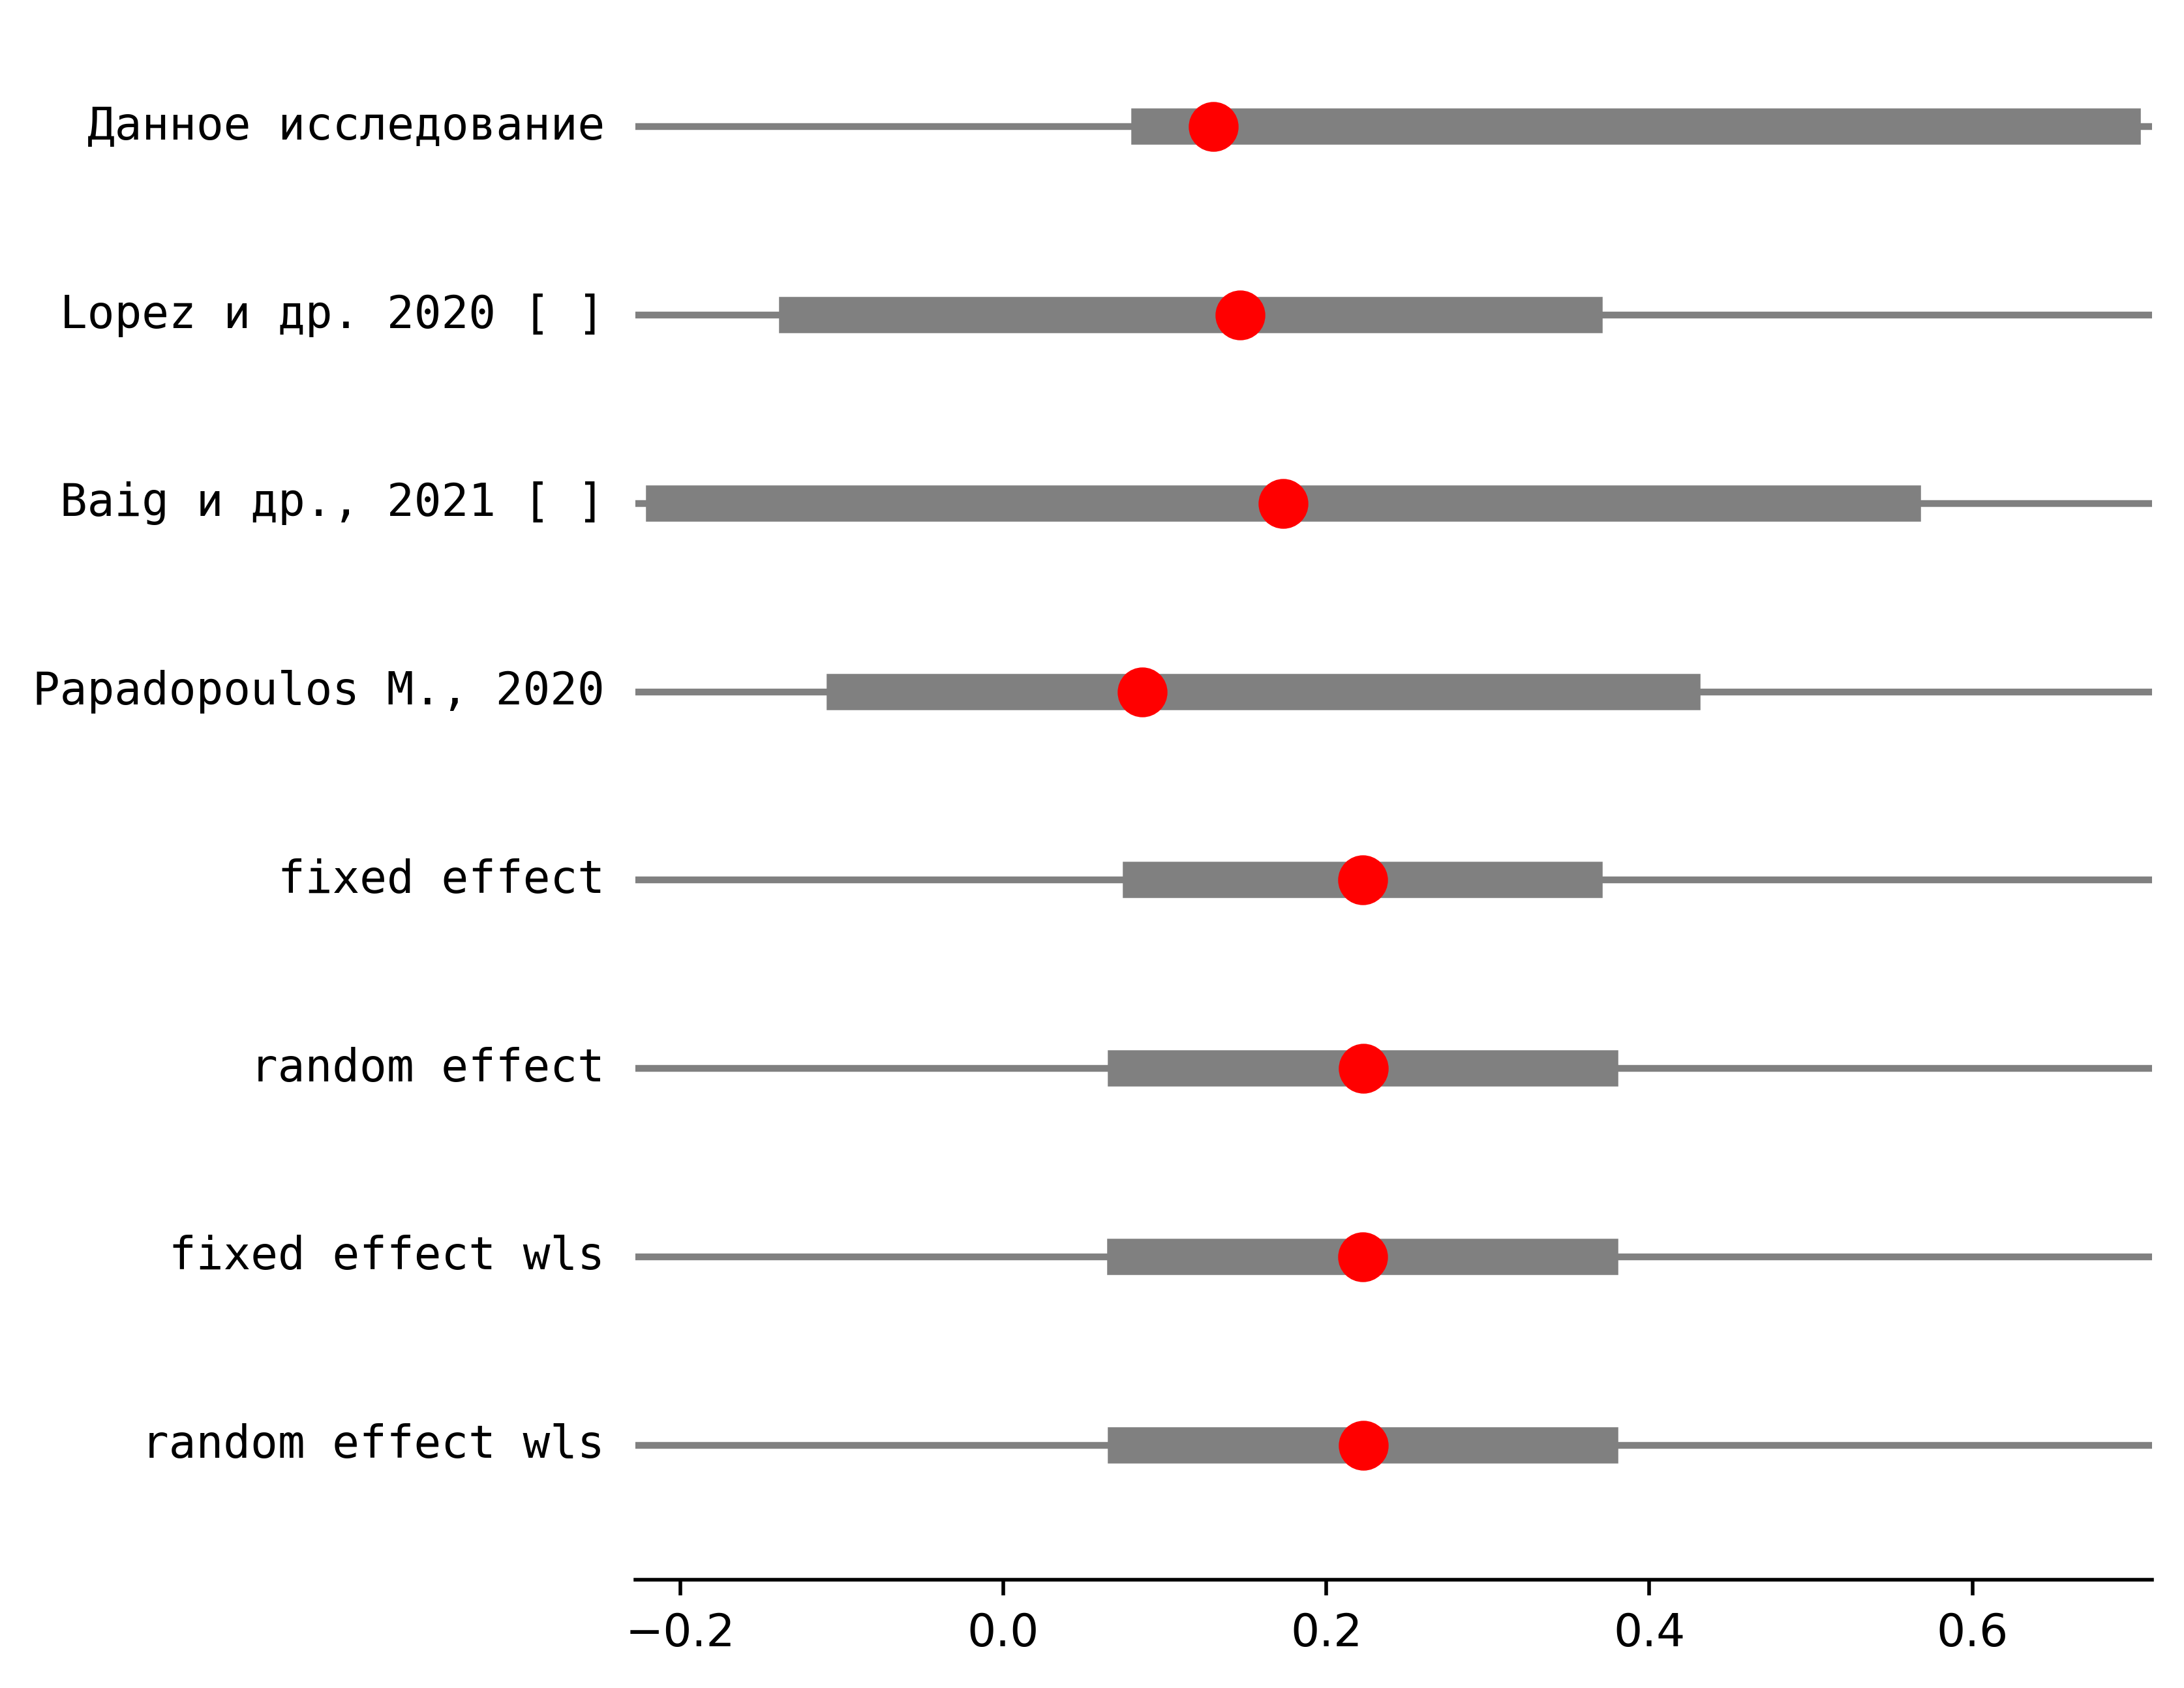 Данное исследование
Lopez и др. 2020 [ ]
Baig и др., 2021 [ ]
Papadopoulos M., 2020
fixed effect
random effect
fixed effect wls
random effect wls
−0.2 0.0 0.2 0.4 0.6